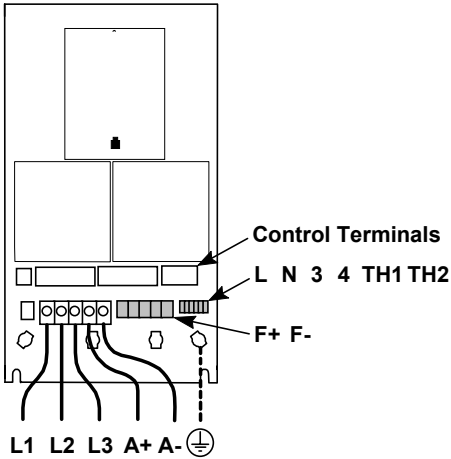 Control Terminals
L N 3 4 TH1 TH2
F+ F-
L1 L2 L3 A+ A-